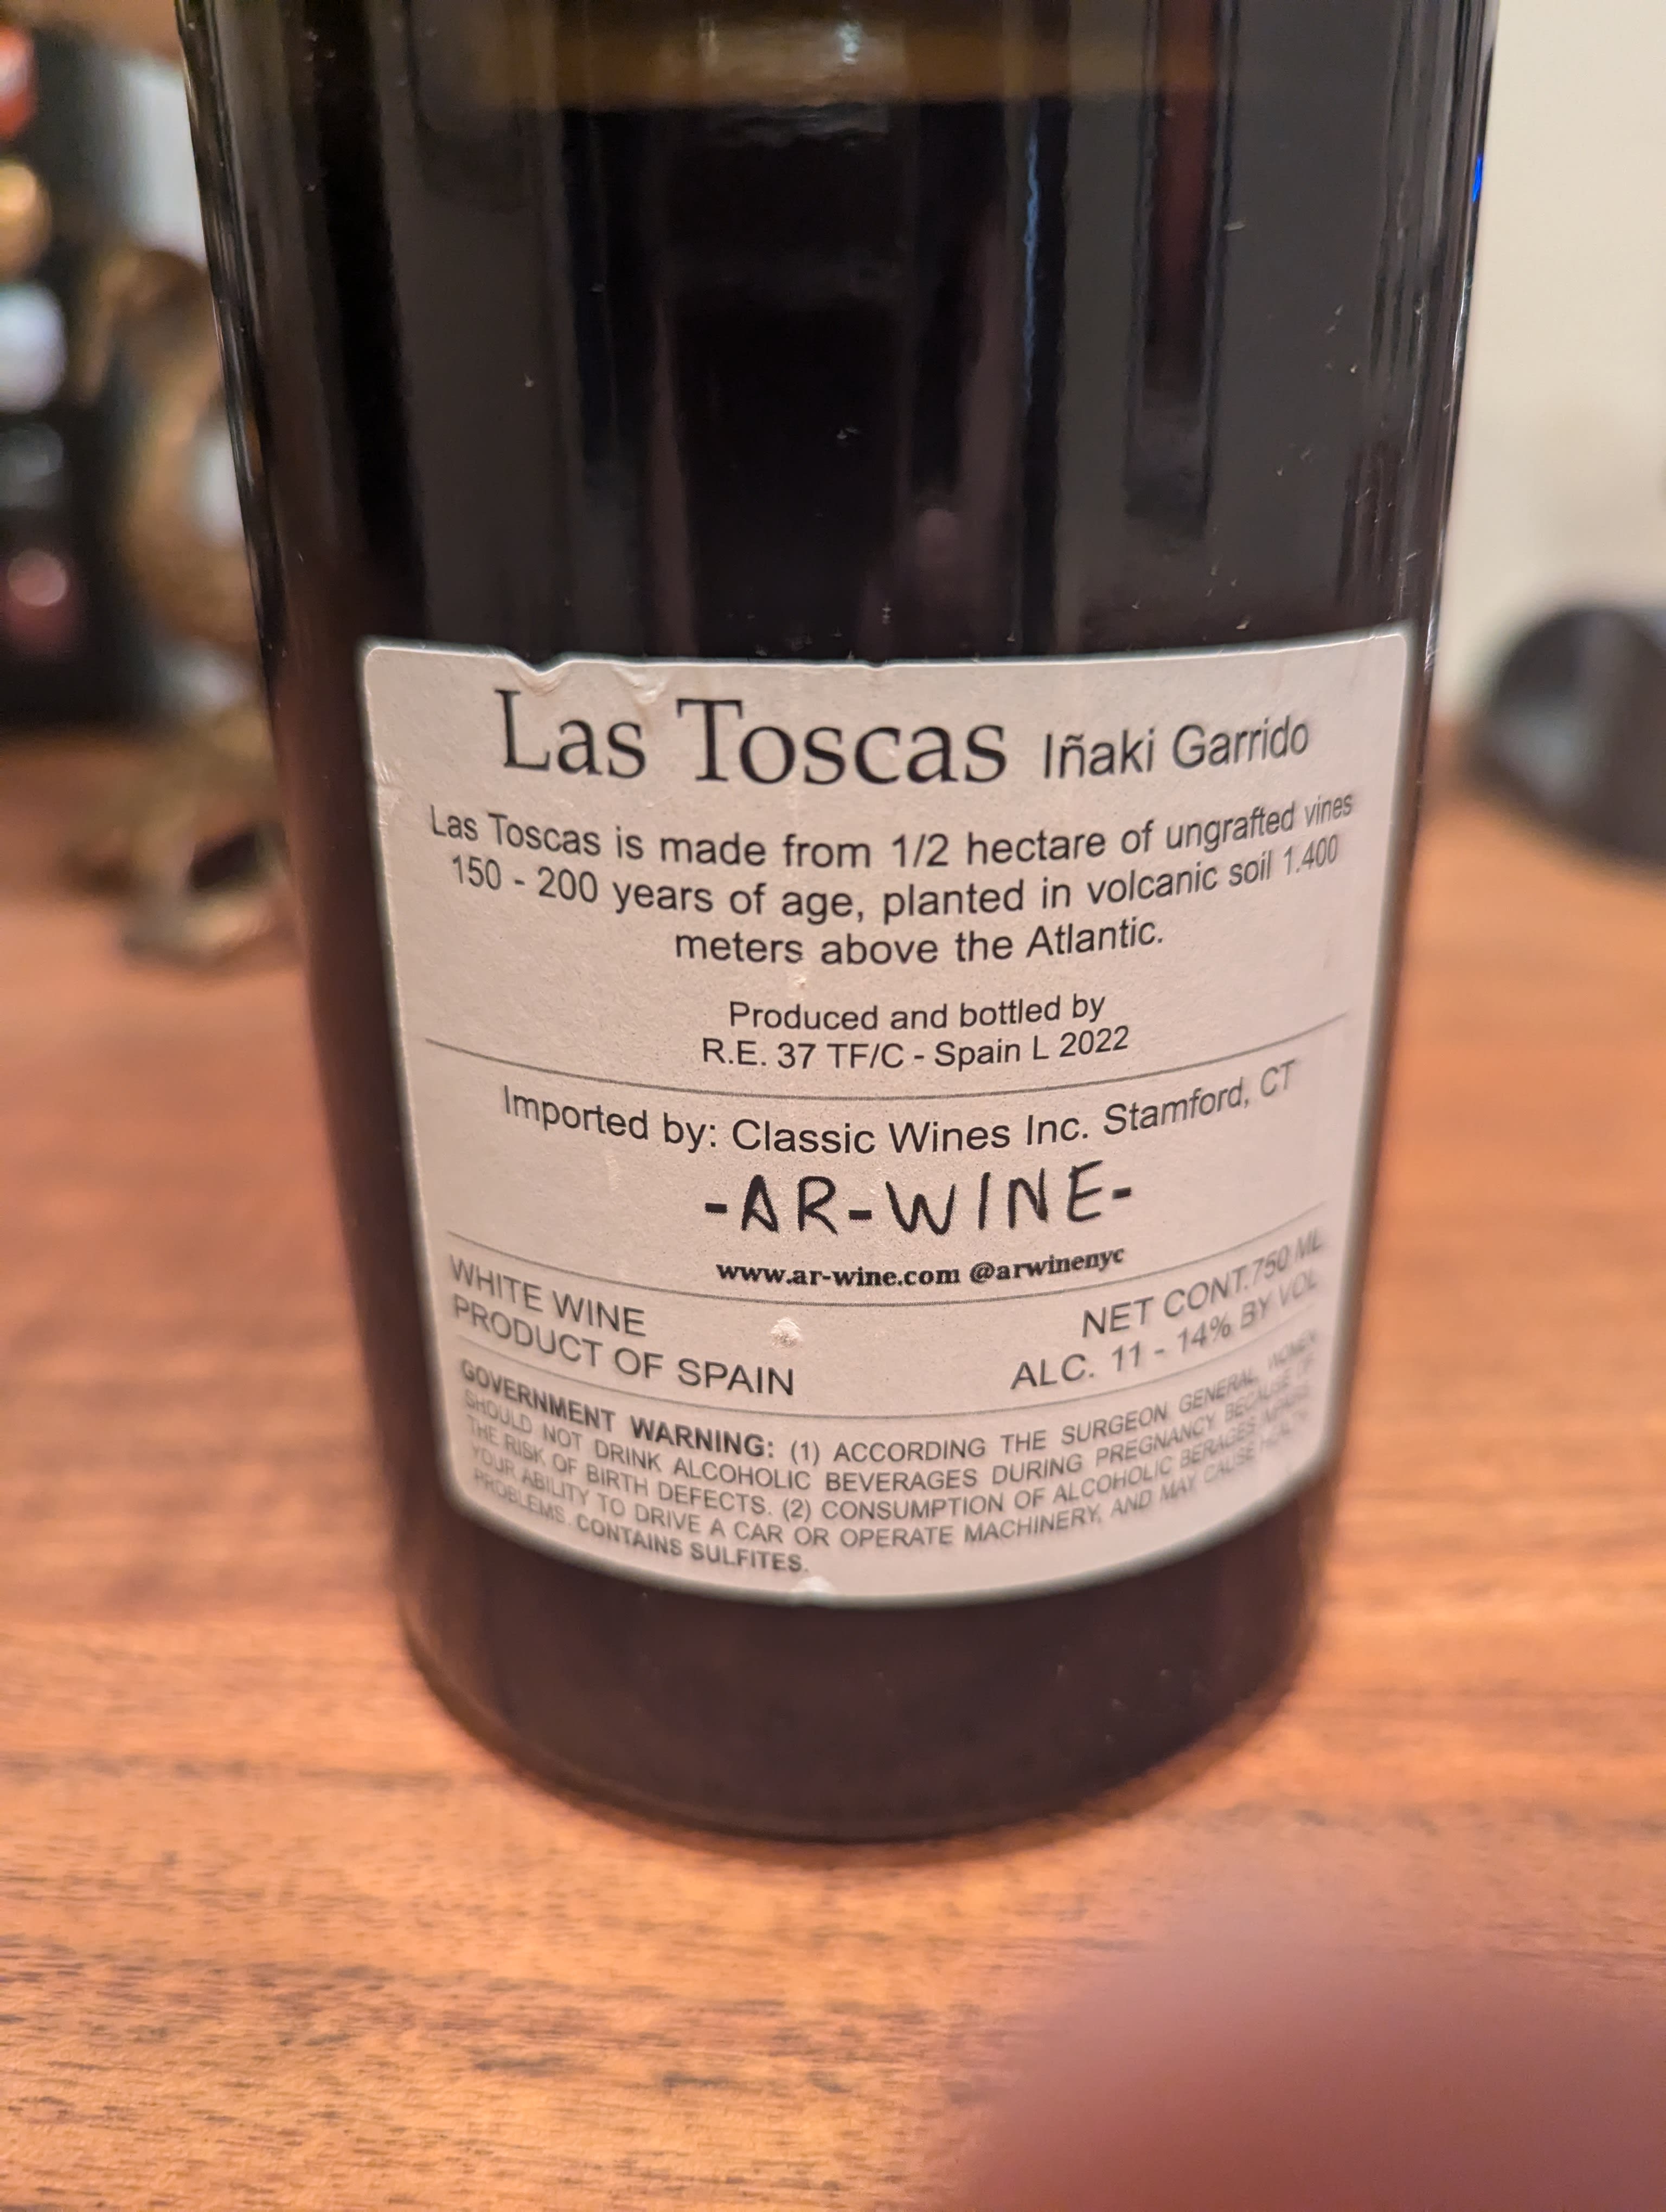 Las Toscas Iñaki Garrido
Las Toscas is made from 1/2 hectare of ungrafted vines
150 - 200 years of age, planted in volcanic soil 1.400
meters above the Atlantic.
Produced and bottled by
R.E. 37 TF/C - Spain L 2022
Imported by: Classic Wines Inc. Stamford, CT
-AR-WINE-
www.ar-wine.com @arwinenyc
WHITE WINE
PRODUCT OF SPAIN
NET CONT.750 ML
ALC. 11 - 14% BY VOL
GOVERNMENT WARNING: (1) ACCORDING THE SURGEON GENERAL, WOMEN
SHOULD NOT DRINK ALCOHOLIC BEVERAGES DURING PREGNANCY BECAUSE OF
THE RISK OF BIRTH DEFECTS. (2) CONSUMPTION OF ALCOHOLIC BERAGES IMPAIRS
YOUR ABILITY TO DRIVE A CAR OR OPERATE MACHINERY, AND MAY CAUSE HEALTH
PROBLEMS. CONTAINS SULFITES.